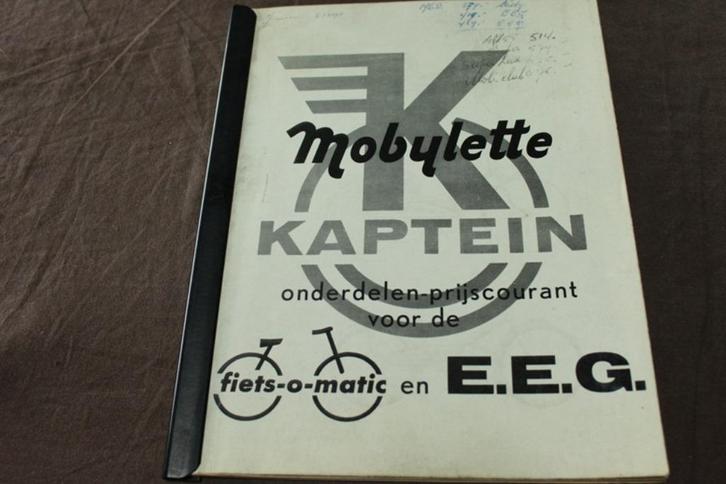 Mobylette
KAPTEIN
onderdelen-prijscourant
voor de
fiets-o-matic en E.E.G.